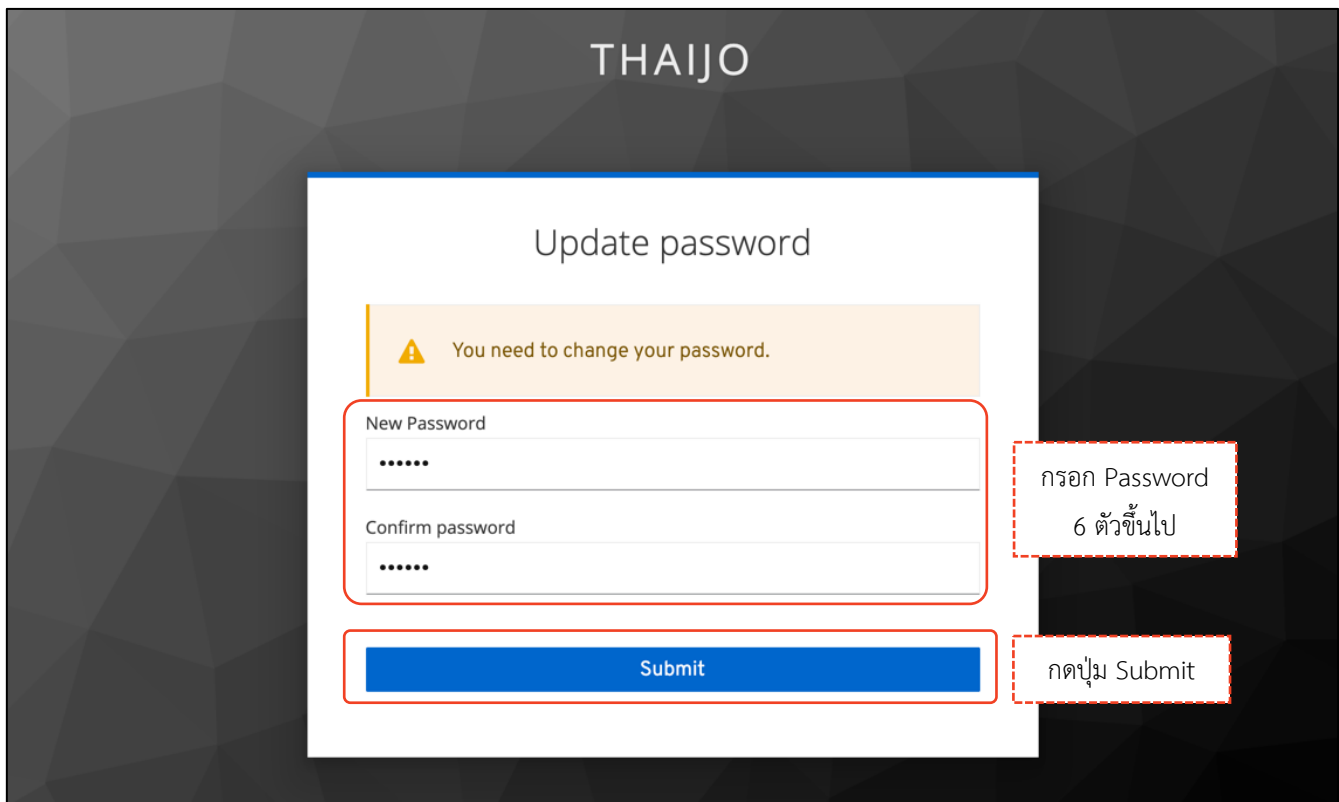 THAIJO
Update password
You need to change your password.
New Password
••••••
กรอก Password
6 ตัวขึ้นไป
Confirm password
••••••
Submit
กดปุ่ม Submit